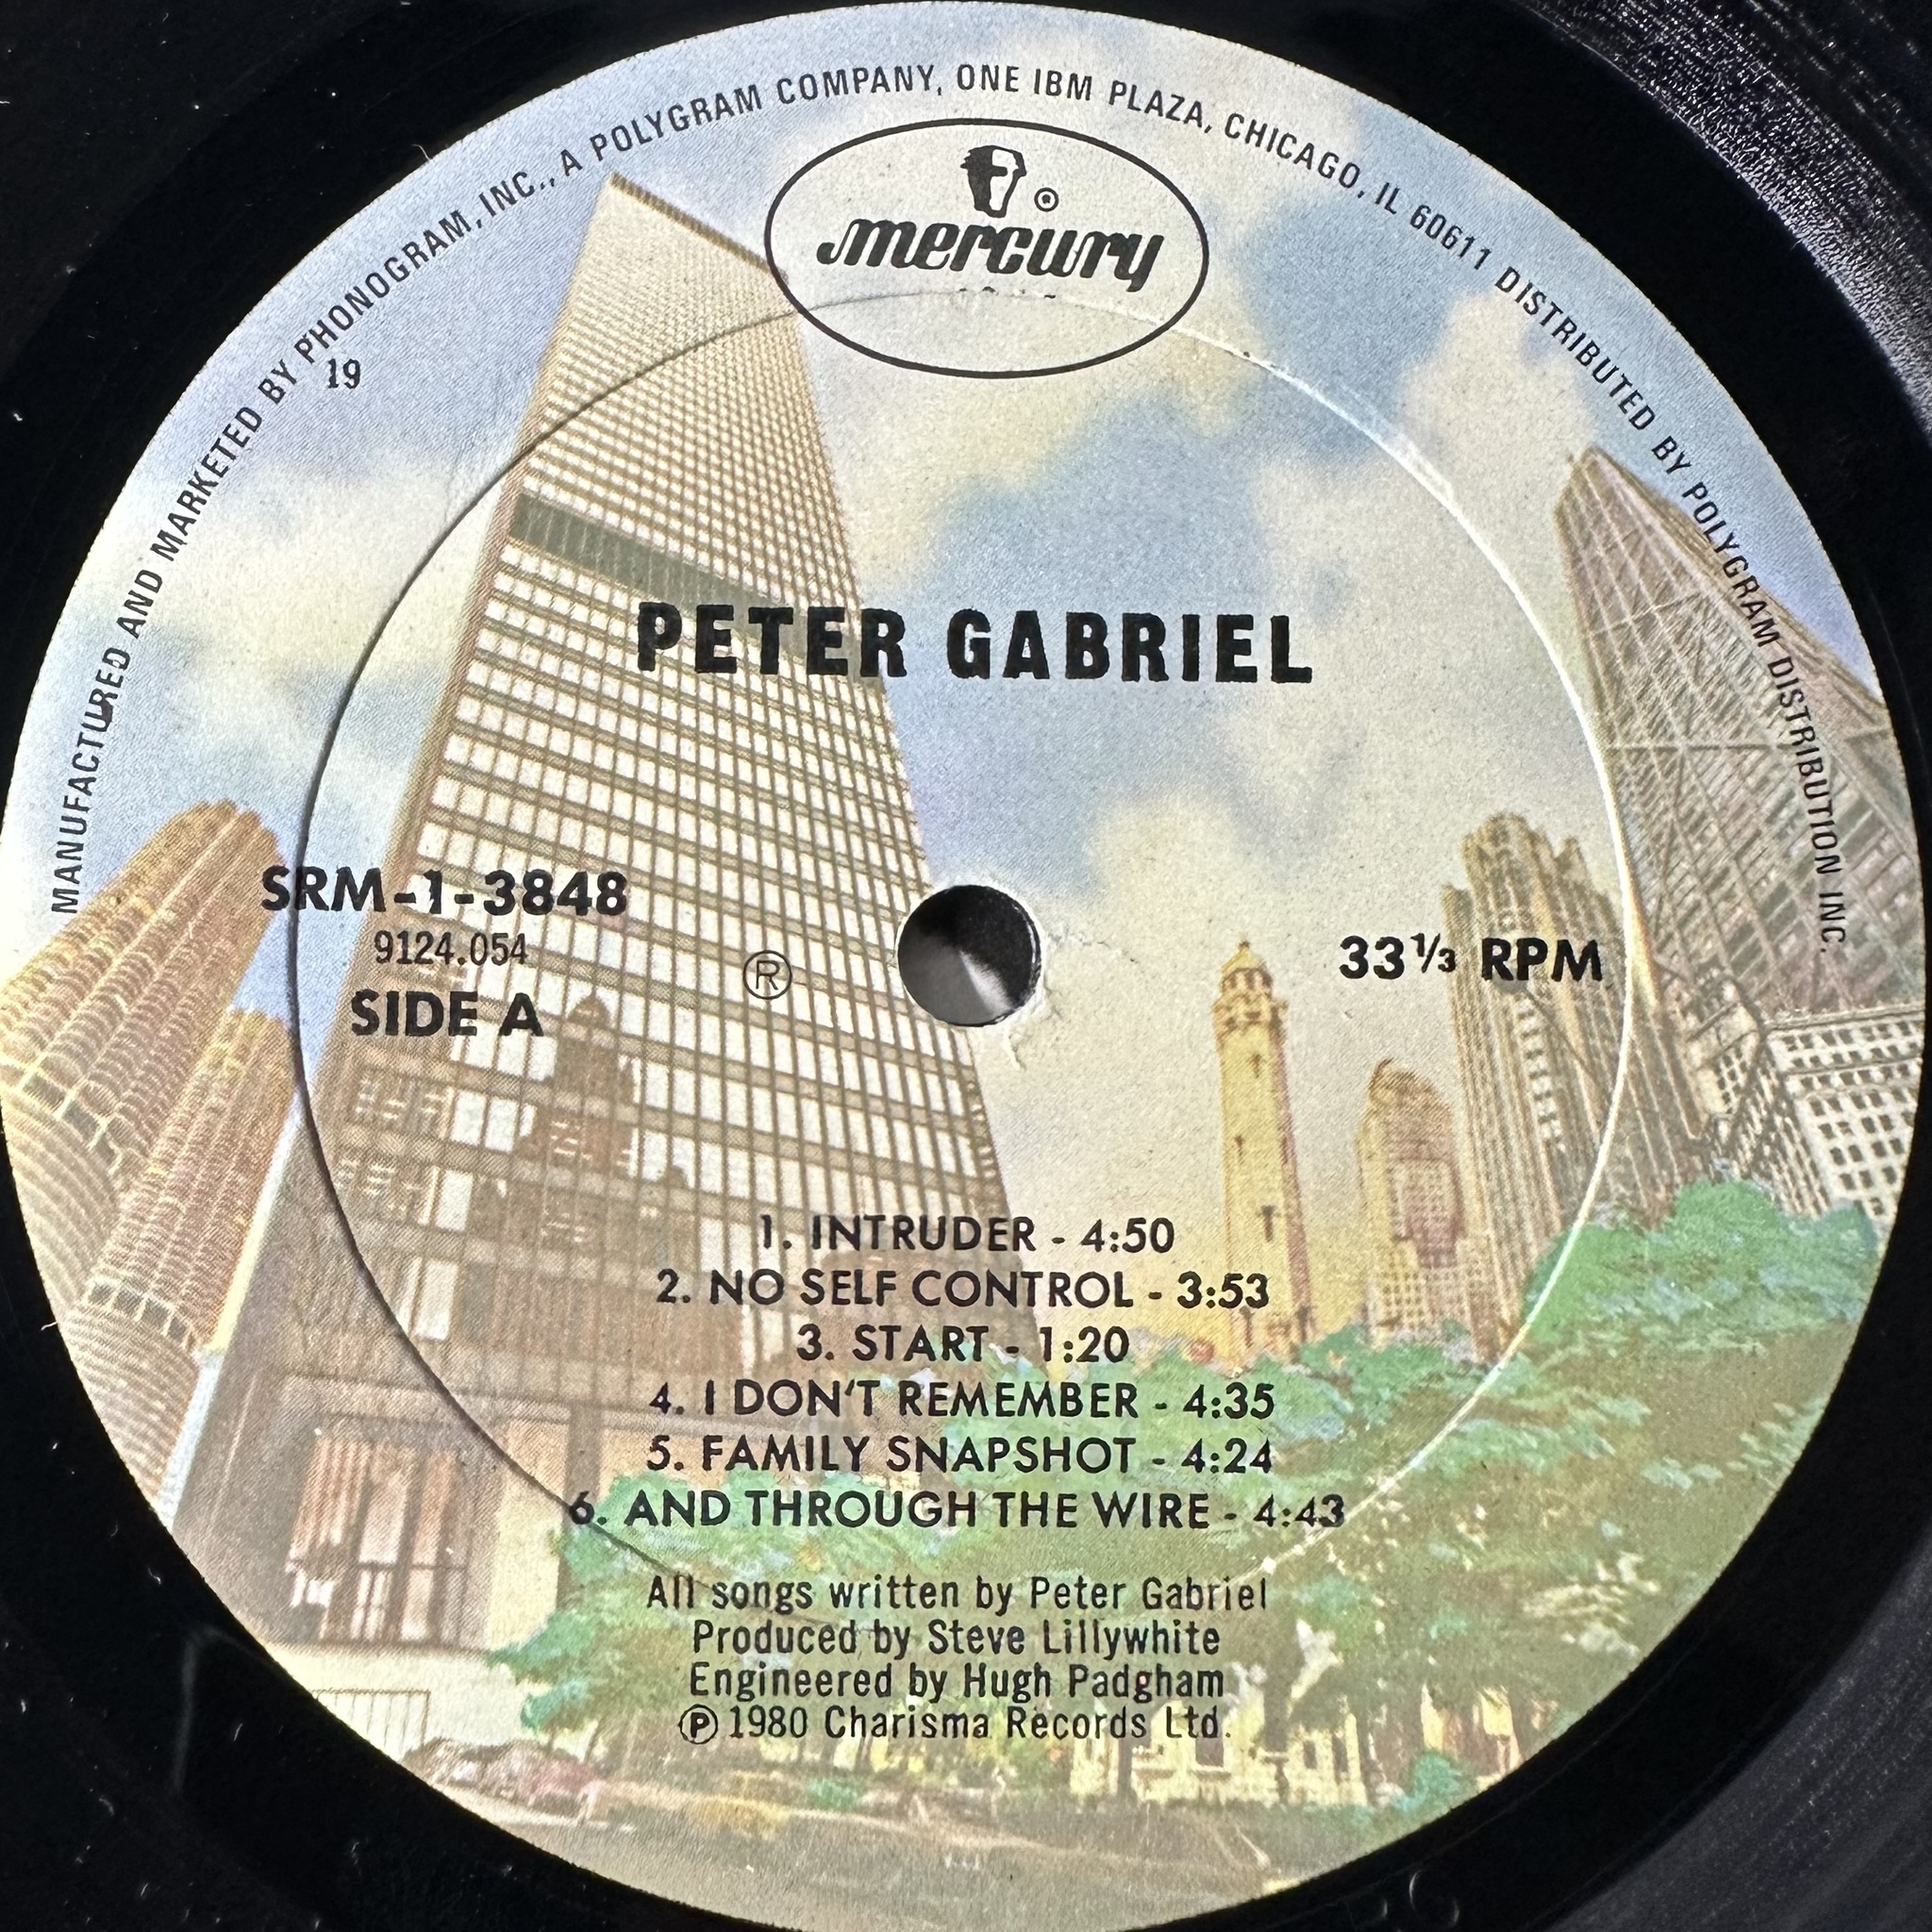 MANUFACTURED AND MARKETED BY PHONOGRAM, INC., A POLYGRAM COMPANY, ONE IBM PLAZA, CHICAGO, IL 60611 DISTRIBUTED BY POLYGRAM DISTRIBUTION INC.
®
mercury
19
PETER GABRIEL
SRM-1-3848
9124.054
SIDE A
®
33⅓ RPM
1. INTRUDER - 4:50
2. NO SELF CONTROL - 3:53
3. START - 1:20
4. I DON'T REMEMBER - 4:35
5. FAMILY SNAPSHOT - 4:24
6. AND THROUGH THE WIRE - 4:43
All songs written by Peter Gabriel
Produced by Steve Lillywhite
Engineered by Hugh Padgham
℗ 1980 Charisma Records Ltd.